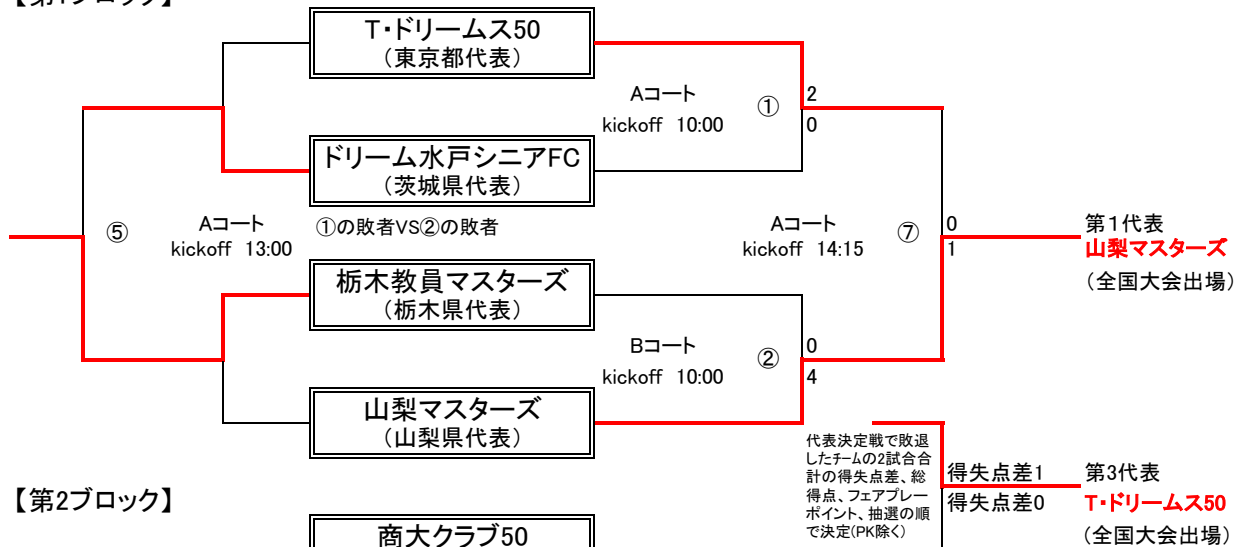 【第1ブロック】
T・ドリームス50
（東京都代表）
Aコート
kickoff 10:00
①
2
0
ドリーム水戸シニアFC
（茨城県代表）
⑤
Aコート
kickoff 13:00
①の敗者VS②の敗者
Aコート
kickoff 14:15
⑦
0
1
第1代表
山梨マスターズ
（全国大会出場）
栃木教員マスターズ
（栃木県代表）
Bコート
kickoff 10:00
②
0
4
山梨マスターズ
（山梨県代表）
代表決定戦で敗退
したチームの2試合合
計の得失点差、総
得点、フェアプレー
ポイント、抽選の順
で決定(PK除く)
得失点差1
得失点差0
第3代表
T・ドリームス50
（全国大会出場）
【第2ブロック】
商大クラブ50